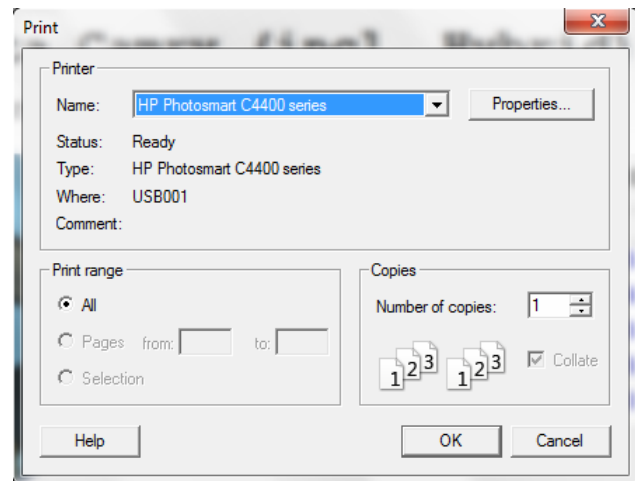 Print
Printer
Name: HP Photosmart C4400 series Properties...
Status: Ready
Type: HP Photosmart C4400 series
Where: USB001
Comment:
Print range
All
Pages from: to:
Selection
Copies
Number of copies: 1
1 2 3 1 2 3 Collate
Help OK Cancel